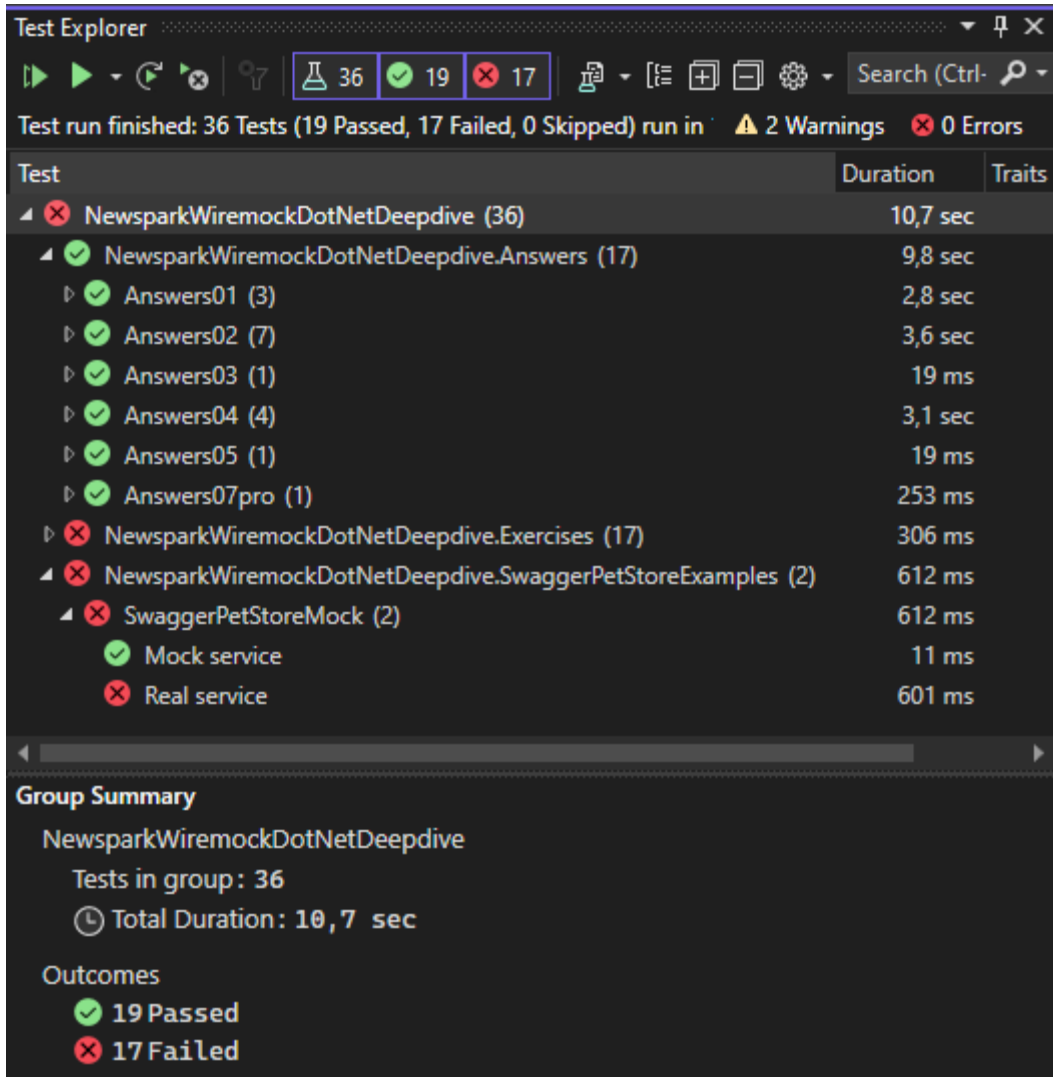 Test Explorer
36 19 17 Search (Ctrl-
Test run finished: 36 Tests (19 Passed, 17 Failed, 0 Skipped) run in 2 Warnings 0 Errors
Test Duration Traits
NewsparkWiremockDotNetDeepdive (36) 10,7 sec
NewsparkWiremockDotNetDeepdive.Answers (17) 9,8 sec
Answers01 (3) 2,8 sec
Answers02 (7) 3,6 sec
Answers03 (1) 19 ms
Answers04 (4) 3,1 sec
Answers05 (1) 19 ms
Answers07pro (1) 253 ms
NewsparkWiremockDotNetDeepdive.Exercises (17) 306 ms
NewsparkWiremockDotNetDeepdive.SwaggerPetStoreExamples (2) 612 ms
SwaggerPetStoreMock (2) 612 ms
Mock service 11 ms
Real service 601 ms
Group Summary
NewsparkWiremockDotNetDeepdive
Tests in group: 36
Total Duration: 10,7 sec
Outcomes
19 Passed
17 Failed